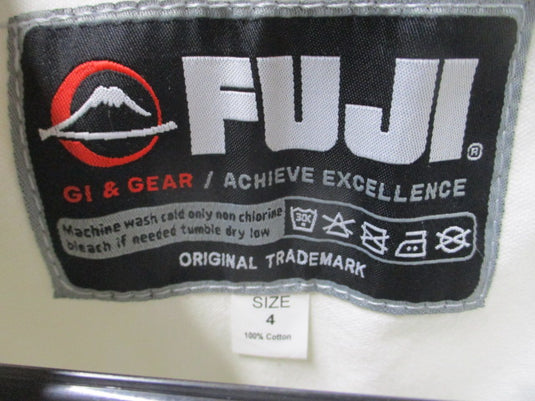 FUJI®
GI & GEAR / ACHIEVE EXCELLENCE
Machine wash cold only non chlorine
bleach if needed tumble dry low
30C
ORIGINAL TRADEMARK
SIZE
4
100% Cotton